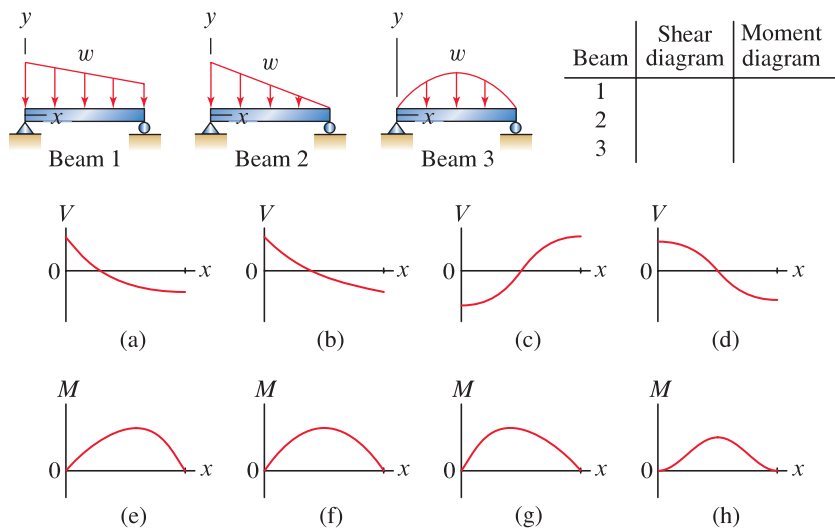 y
w
x
Beam 1
y
w
x
Beam 2
y
w
x
Beam 3
Beam Shear diagram Moment diagram
1
2
3
V
0
x
(a)
V
0
x
(b)
V
0
x
(c)
V
0
x
(d)
M
0
x
(e)
M
0
x
(f)
M
0
x
(g)
M
0
x
(h)